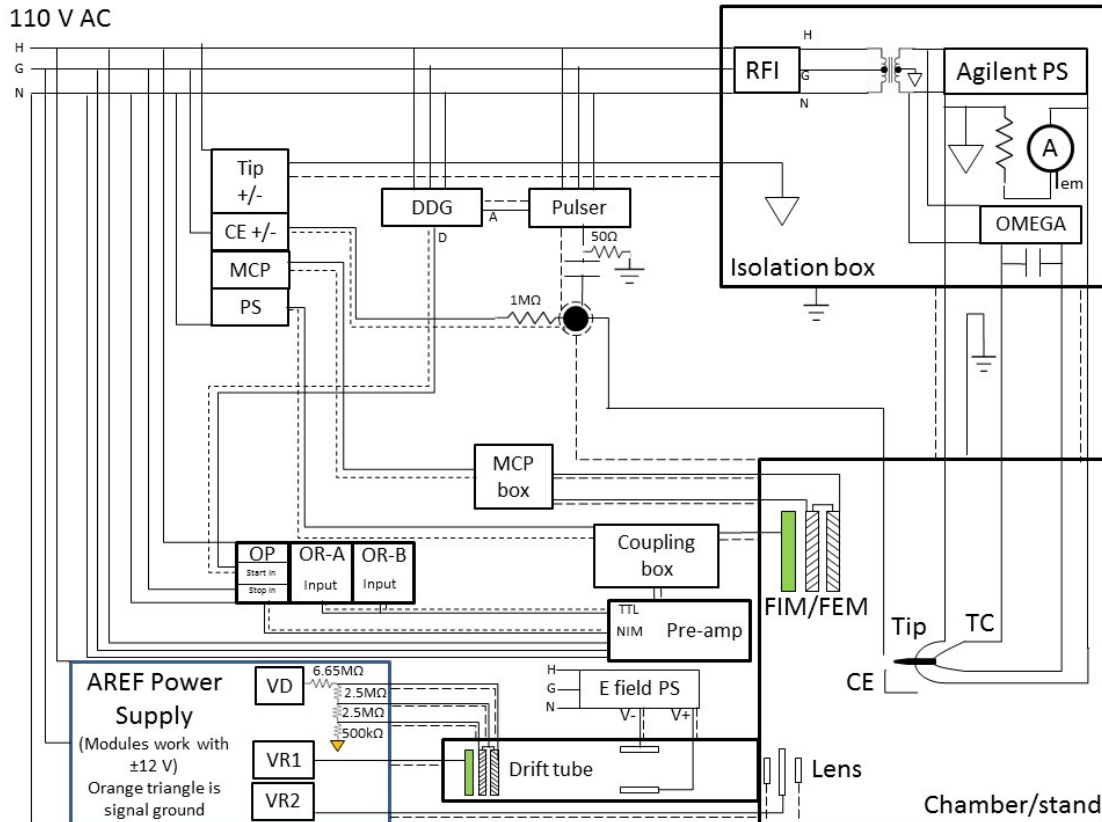 110 V AC
H
G
N
H
G
N
RFI
Agilent PS
A
Iem
OMEGA
Isolation box
Tip
+/-
CE +/-
MCP
PS
DDG
A
D
Pulser
50Ω
1MΩ
MCP
box
Coupling
box
FIM/FEM
OP
Start in
Stop in
OR-A
Input
OR-B
Input
TTL
NIM
Pre-amp
Tip
TC
CE
AREF Power
Supply
(Modules work with
±12 V)
Orange triangle is
signal ground
VD
6.65MΩ
2.5MΩ
2.5MΩ
500kΩ
VR1
VR2
H
G
N
E field PS
V-
V+
Drift tube
Lens
Chamber/stand